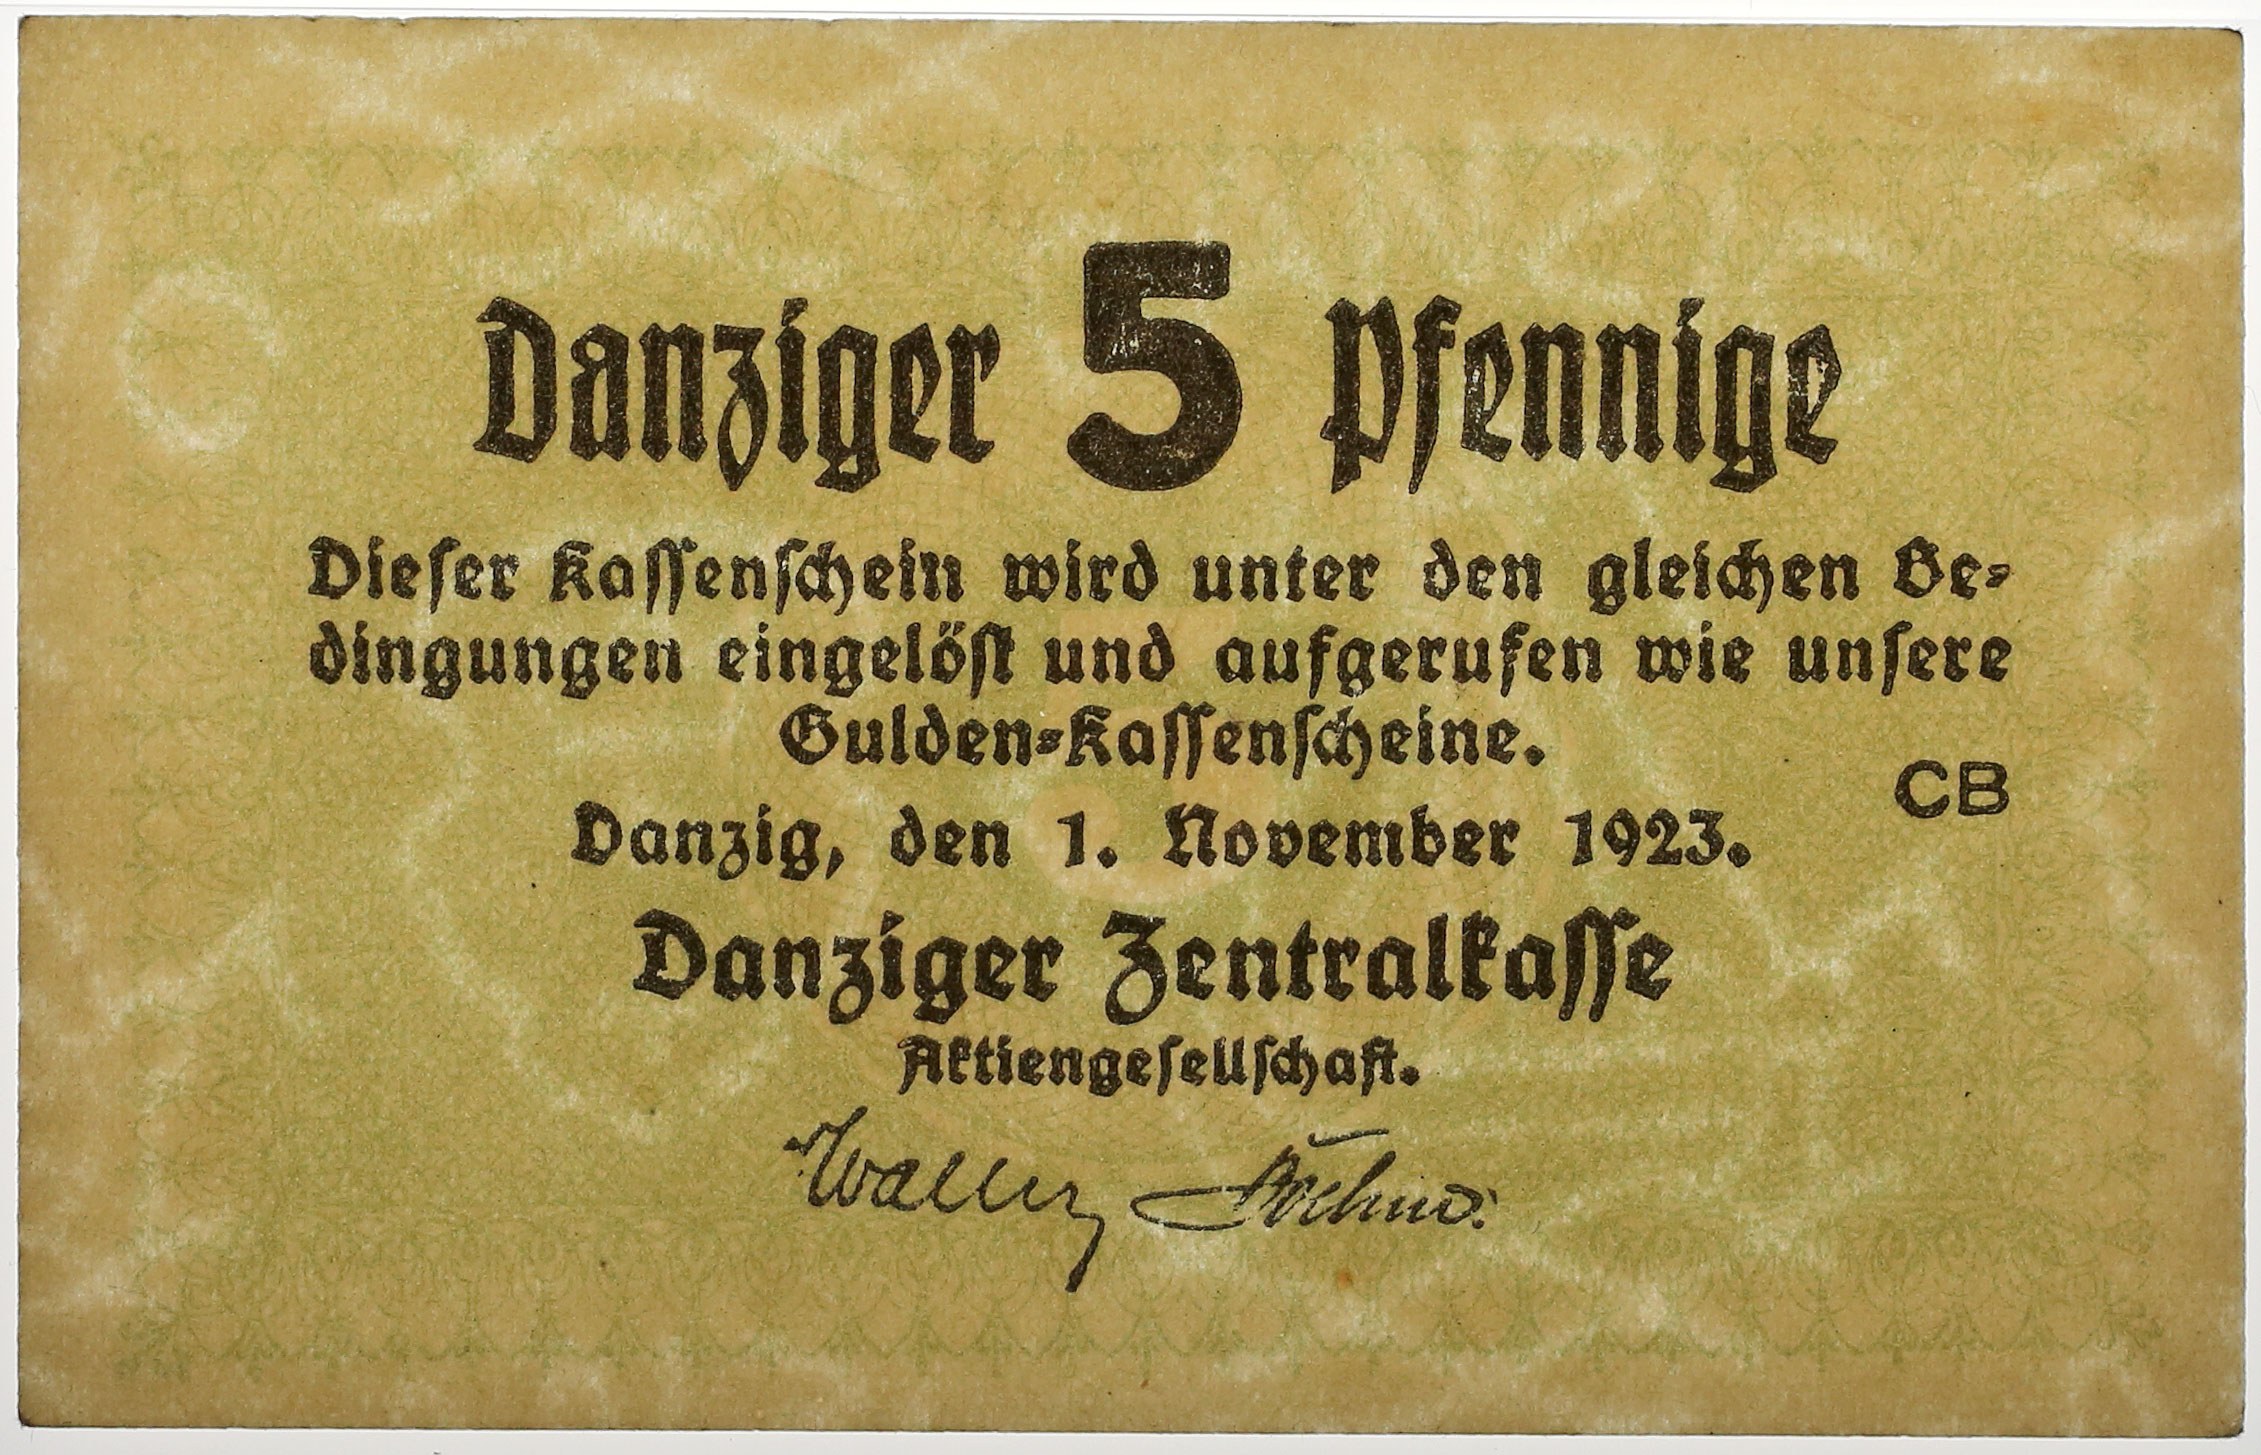 Danziger 5 Pfennige
Dieser Kassenschein wird unter den gleichen Be-
dingungen eingelöst und aufgerufen wie unsere
Gulden-Kassenscheine.
CB
Danzig, den 1. November 1923.
Danziger Zentralkasse
Aktiengesellschaft.